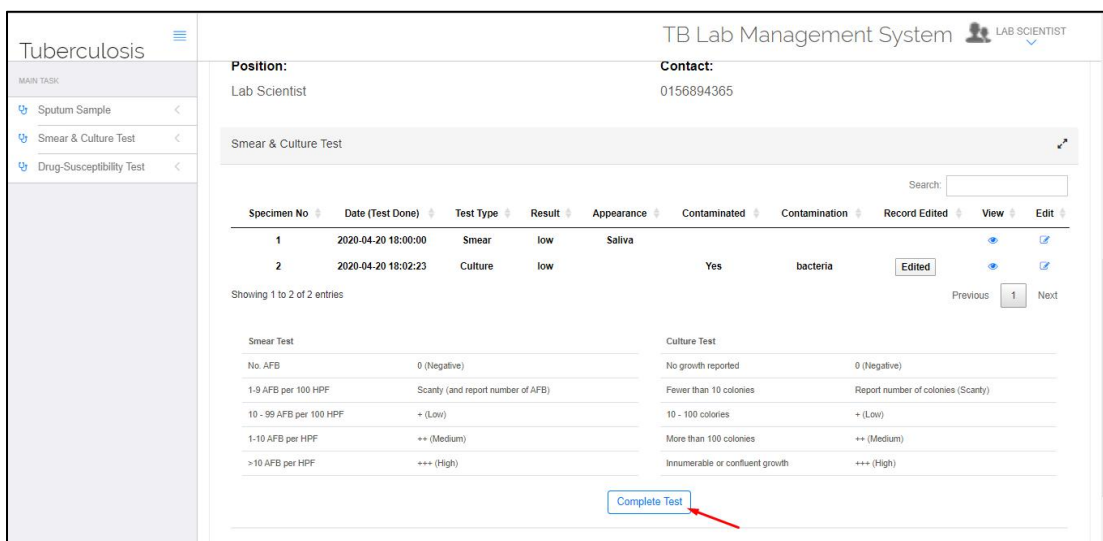 Tuberculosis
TB Lab Management System LAB SCIENTIST
MAIN TASK
Sputum Sample
Smear & Culture Test
Drug-Susceptibility Test
Position: Contact:
Lab Scientist 0156894365
Smear & Culture Test
Search:
Specimen No Date (Test Done) Test Type Result Appearance Contaminated Contamination Record Edited View Edit
1 2020-04-20 18:00:00 Smear low Saliva
2 2020-04-20 18:02:23 Culture low Yes bacteria Edited
Showing 1 to 2 of 2 entries Previous 1 Next
Smear Test Culture Test
No. AFB 0 (Negative) No growth reported 0 (Negative)
1-9 AFB per 100 HPF Scanty (and report number of AFB) Fewer than 10 colonies Report number of colonies (Scanty)
10 - 99 AFB per 100 HPF + (Low) 10 - 100 colories + (Low)
1-10 AFB per HPF ++ (Medium) More than 100 colonies ++ (Medium)
>10 AFB per HPF +++ (High) Innumerable or confluent growth +++ (High)
Complete Test